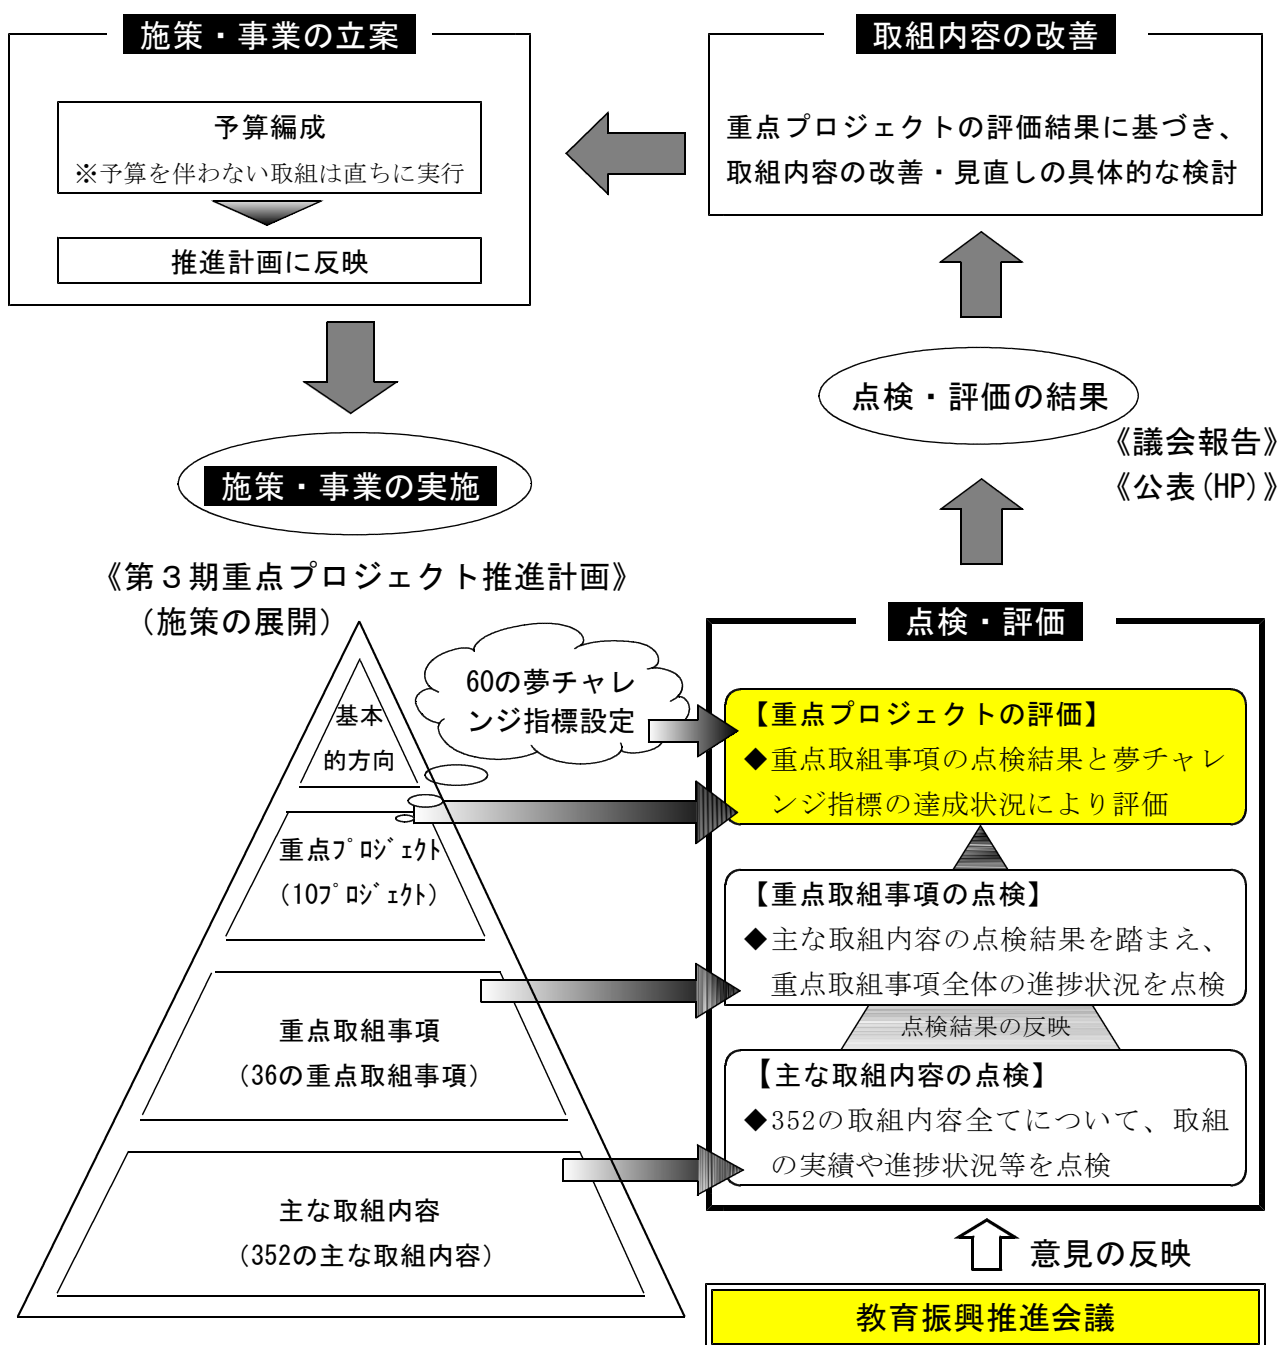 施策・事業の立案
予算編成
※予算を伴わない取組は直ちに実行
推進計画に反映
取組内容の改善
重点プロジェクトの評価結果に基づき、
取組内容の改善・見直しの具体的な検討
点検・評価の結果
《議会報告》
《公表(HP)》
施策・事業の実施
《第3期重点プロジェクト推進計画》
(施策の展開)
60の夢チャレ
ンジ指標設定
基本
的方向
重点プロジェクト
(10プロジェクト)
重点取組事項
(36の重点取組事項)
主な取組内容
(352の主な取組内容)
点検・評価
【重点プロジェクトの評価】
◆重点取組事項の点検結果と夢チャレ
ンジ指標の達成状況により評価
【重点取組事項の点検】
◆主な取組内容の点検結果を踏まえ、
重点取組事項全体の進捗状況を点検
点検結果の反映
【主な取組内容の点検】
◆352の取組内容全てについて、取組
の実績や進捗状況等を点検
意見の反映
教育振興推進会議